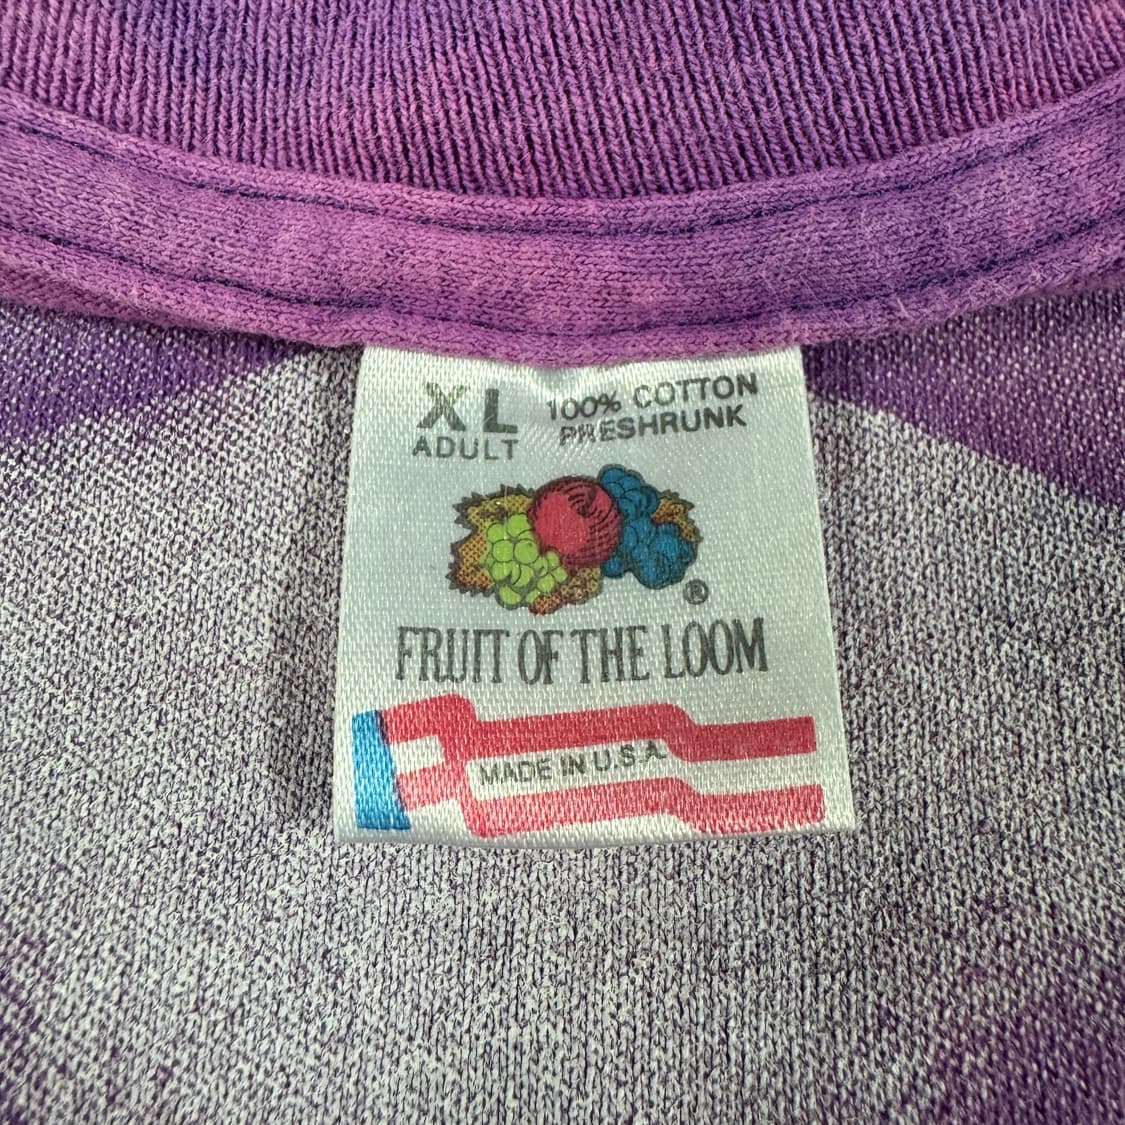 XL 100% COTTON
ADULT PRESHRUNK
®
FRUIT OF THE LOOM
MADE IN U.S.A.